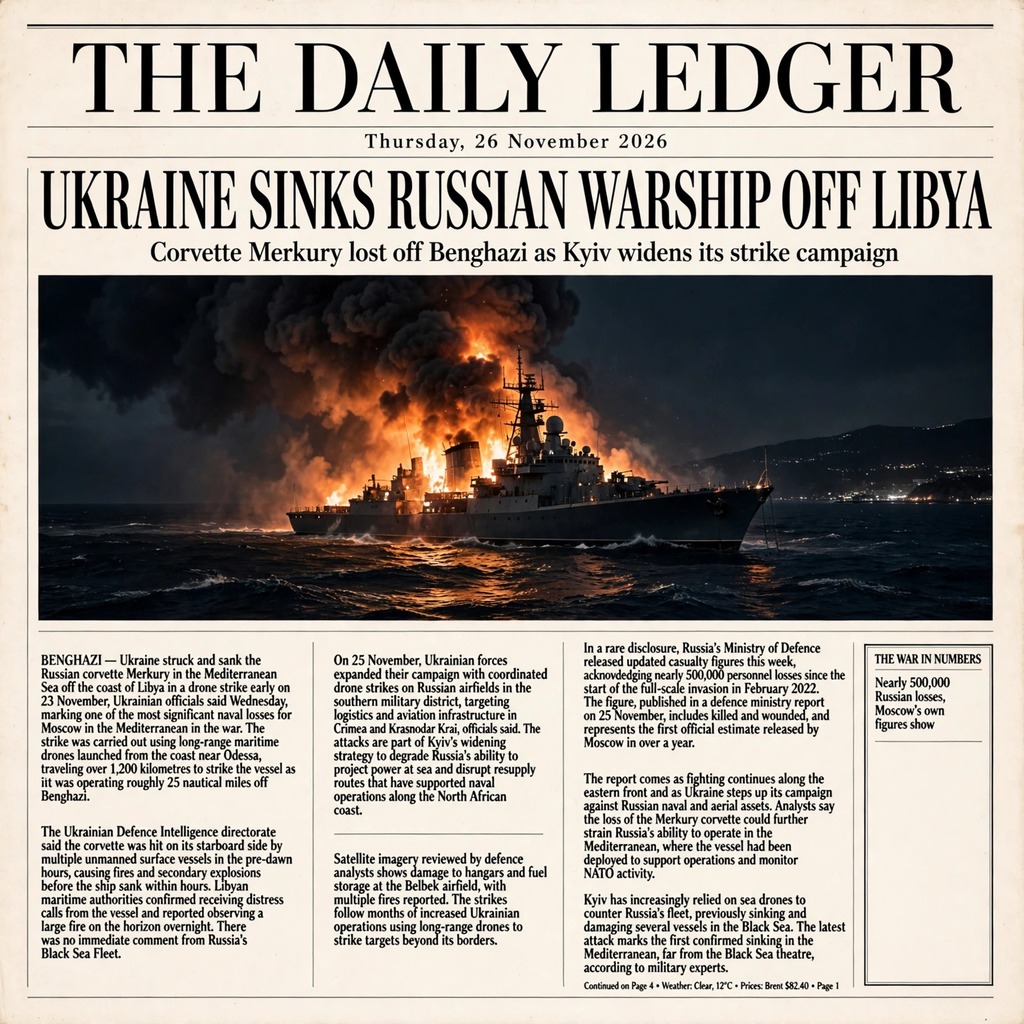 THE DAILY LEDGER
Thursday, 26 November 2026
UKRAINE SINKS RUSSIAN WARSHIP OFF LIBYA
Corvette Merkury lost off Benghazi as Kyiv widens its strike campaign
BENGHAZI — Ukraine struck and sank the
Russian corvette Merkury in the Mediterranean
Sea off the coast of Libya in a drone strike early on
23 November, Ukrainian officials said Wednesday,
marking one of the most significant naval losses for
Moscow in the Mediterranean in the war. The
strike was carried out using long-range maritime
drones launched from the coast near Odessa,
traveling over 1,200 kilometres to strike the vessel as
iit was operating roughly 25 nautical miles off
Benghazi.
The Ukrainian Defence Intelligence directorate
said the corvette was hit on its starboard side by
multiple unmanned surface vessels in the pre-dawn
hours, causing fires and secondary explosions
before the ship sank within hours. Libyan
maritime authorities confirmed receiving distress
calls from the vessel and reported observing a
large fire on the horizon overnight. There
was no immediate comment from Russia's
Black Sea Fleet.
On 25 November, Ukrainian forces
expanded their campaign with coordinated
drone strikes on Russian airfields in the
southern military district, targeting
logistics and aviation infrastructure in
Crimea and Krasnodar Krai, officials said. The
attacks are part of Kyiv's widening
strategy to degrade Russia's ability to
project power at sea and disrupt resupply
routes that have supported naval
operations along the North African
coast.
Satellite imagery reviewed by defence
analysts shows damage to hangars and fuel
storage at the Belbek airfield, with
multiple fires reported. The strikes
follow months of increased Ukrainian
operations using long-range drones to
strike targets beyond its borders.
In a rare disclosure, Russia's Ministry of Defence
released updated casualty figures this week,
acknovdedging nearly 500,000 personnel losses since the
start of the full-scale invasion in February 2022.
The figure, published in a defence ministry report
on 25 November, includes killed and wounded, and
represents the first official estimate released by
Moscow in over a year.
The report comes as fighting continues along the
eastern front and as Ukraine steps up its campaign
against Russian naval and aerial assets. Analysts say
the loss of the Merkury corvette could further
strain Russia's ability to operate in the
Mediterranean, where the vessel had been
deployed to support operations and monitor
NATO activity.
Kyiv has increasingly relied on sea drones to
counter Russia's fleet, previously sinking and
damaging several vessels in the Black Sea. The latest
attack marks the first confirmed sinking in the
Mediterranean, far from the Black Sea theatre,
according to military experts.
Continued on Page 4 • Weather: Clear, 12°C • Prices: Brent $82.40 • Page 1
THE WAR IN NUMBERS
Nearly 500,000
Russian losses,
Moscow's own
figures show